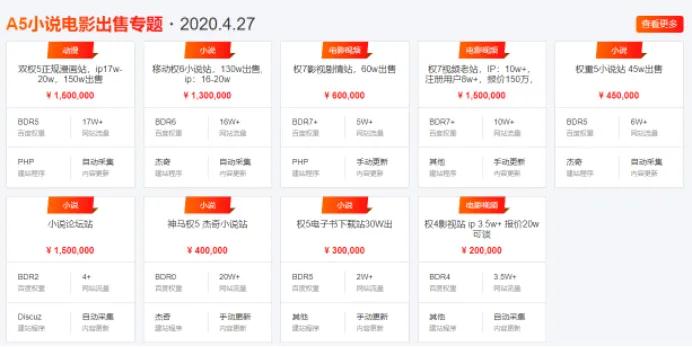 A5小说电影出售专题 · 2020.4.27
查看更多
动漫
双权5正规漫画站，ip17w-
20w，150w出售
¥ 1,500,000
BDR5 17W+
百度权重 网站流量
PHP 自动采集
建站程序 内容更新
小说
移动权6小说站，130w出售，
ip：16-20w
¥ 1,300,000
BDR6 16W+
百度权重 网站流量
杰奇 自动采集
建站程序 内容更新
电影视频
权7影视剧情站，60w出售
¥ 600,000
BDR7+ 5W+
百度权重 网站流量
PHP 手动更新
建站程序 内容更新
电影视频
权7视频老站，IP：10w+，
注册用户8w+，报价150万，
¥ 1,500,000
BDR7+ 10W+
百度权重 网站流量
其他 手动更新
建站程序 内容更新
小说
权重5小说站 45w出售
¥ 450,000
BDR5 6W+
百度权重 网站流量
杰奇 自动采集
建站程序 内容更新
小说
小说论坛站
¥ 1,500,000
BDR2 4+
百度权重 网站流量
Discuz 自动采集
建站程序 内容更新
小说
神马权5 杰奇小说站
¥ 400,000
BDR0 20W+
百度权重 网站流量
杰奇 手动更新
建站程序 内容更新
小说
权5电子书下载站30W出
¥ 300,000
BDR5 2W+
百度权重 网站流量
其他 手动更新
建站程序 内容更新
电影视频
权4影视站 ip 3.5w+ 报价20w
可谈
¥ 200,000
BDR4 3.5W+
百度权重 网站流量
其他 自动采集
建站程序 内容更新